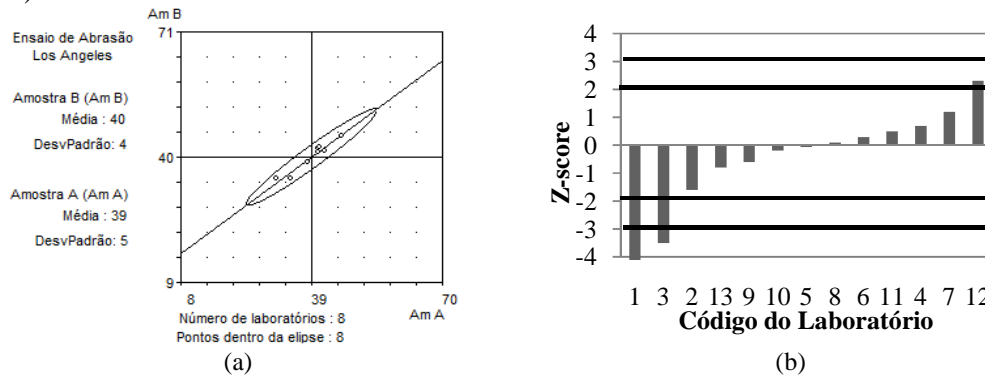 Am B
71
Ensaio de Abrasão
Los Angeles
Amostra B (Am B)
Média : 40
DesvPadrão: 4
40
Amostra A (Am A)
Média : 39
DesvPadrão: 5
9
8
39
70
Am A
Número de laboratórios : 8
Pontos dentro da elipse : 8
(a)
4
3
2
1
0
-1
-2
-3
-4
Z-score
1 3 2 13 9 10 5 8 6 11 4 7 12
Código do Laboratório
(b)